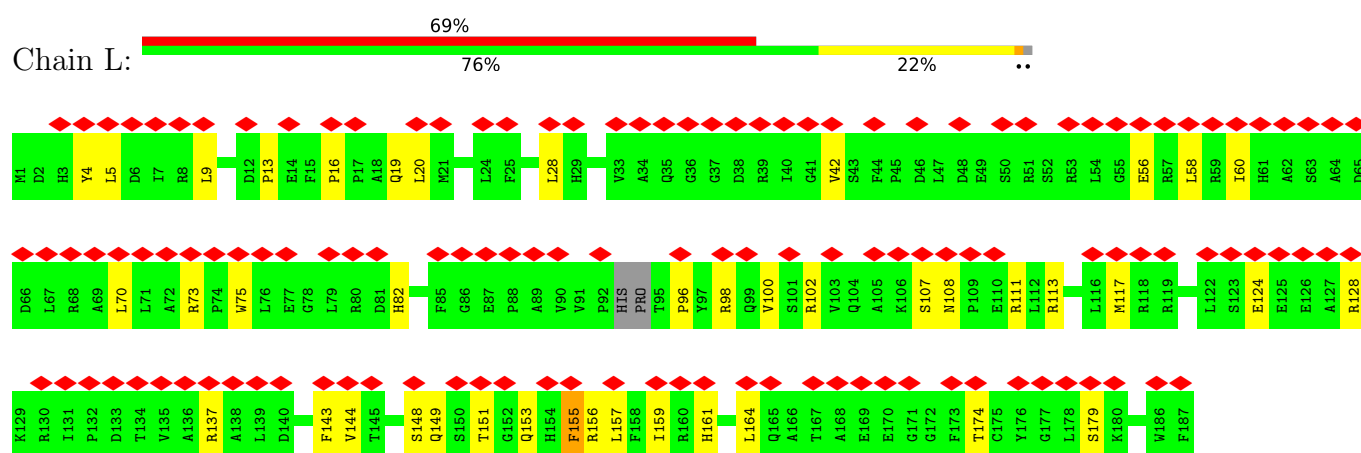 69%
Chain L:
76% 22% ••
M1 D2 H3 Y4 L5 D6 I7 R8 L9 D12 P13 E14 F15 P16 P17 A18 Q19 L20 M21 L24 F25 L28 H29 V33 A34 Q35 G36 G37 D38 R39 I40 G41 V42 S43 F44 P45 D46 L47 D48 E49 S50 R51 S52 R53 L54 G55 E56 R57 L58 R59 I60 H61 A62 S63 A64 D65
D66 L67 R68 A69 L70 L71 A72 R73 P74 W75 L76 E77 G78 L79 R80 D81 H82 F85 G86 E87 P88 A89 V90 V91 P92 HIS PRO T95 P96 Y97 R98 Q99 V100 S101 R102 V103 Q104 A105 K106 S107 N108 P109 E110 R111 L112 R113 L116 M117 R118 R119 L122 S123 E124 E125 E126 A127 R128
K129 R130 I131 P132 D133 T134 V135 A136 R137 A138 L139 D140 F143 V144 T145 S148 Q149 S150 T151 G152 Q153 H154 F155 R156 L157 F158 I159 R160 H161 L164 Q165 A166 T167 A168 E169 E170 G171 G172 F173 T174 C175 Y176 G177 L178 S179 K180 W186 F187